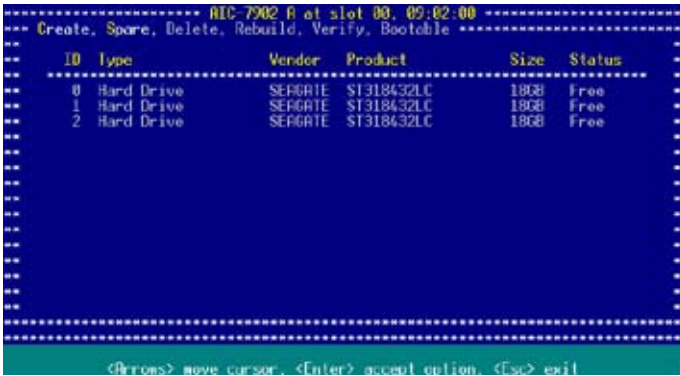 AIC-7902 A at slot 00, 09:02:00
Create, Spare, Delete, Rebuild, Verify, Bootable
ID Type Vendor Product Size Status
0 Hard Drive SEAGATE ST318432LC 18GB Free
1 Hard Drive SEAGATE ST318432LC 18GB Free
2 Hard Drive SEAGATE ST318432LC 18GB Free
<Arrows> move cursor, <Enter> accept option, <Esc> exit